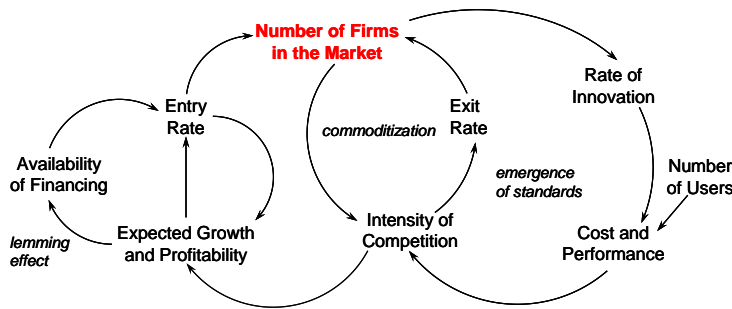 Number of Firms
in the Market
Rate of
Innovation
Entry
Rate
commoditization
Exit
Rate
Availability
of Financing
emergence
of standards
Number
of Users
lemming
effect
Expected Growth
and Profitability
Intensity of
Competition
Cost and
Performance